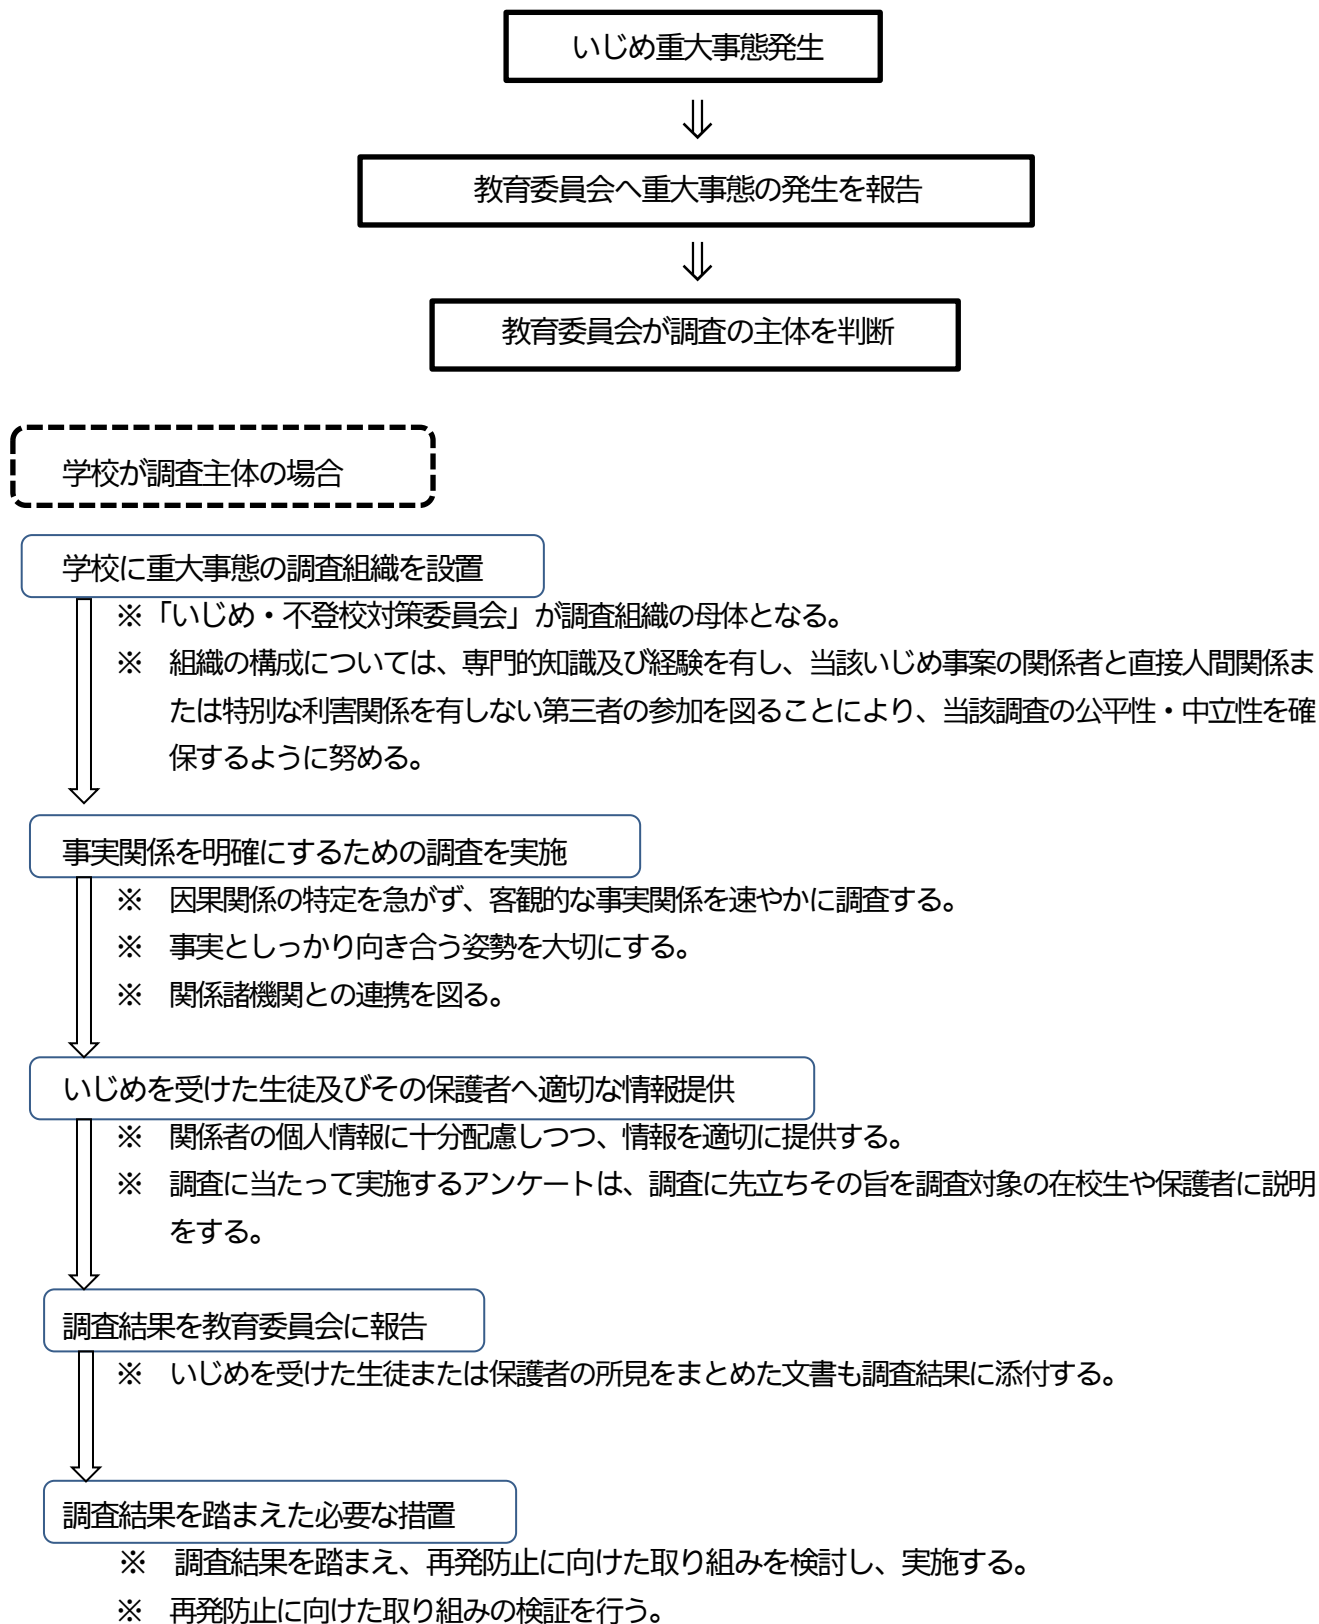 いじめ重大事態発生
⇓
教育委員会へ重大事態の発生を報告
⇓
教育委員会が調査の主体を判断
学校が調査主体の場合
学校に重大事態の調査組織を設置
※「いじめ・不登校対策委員会」が調査組織の母体となる。
※　組織の構成については、専門的知識及び経験を有し、当該いじめ事案の関係者と直接人間関係ま
たは特別な利害関係を有しない第三者の参加を図ることにより、当該調査の公平性・中立性を確
保するように努める。
事実関係を明確にするための調査を実施
※　因果関係の特定を急がず、客観的な事実関係を速やかに調査する。
※　事実としっかり向き合う姿勢を大切にする。
※　関係諸機関との連携を図る。
いじめを受けた生徒及びその保護者へ適切な情報提供
※　関係者の個人情報に十分配慮しつつ、情報を適切に提供する。
※　調査に当たって実施するアンケートは、調査に先立ちその旨を調査対象の在校生や保護者に説明
をする。
調査結果を教育委員会に報告
※　いじめを受けた生徒または保護者の所見をまとめた文書も調査結果に添付する。
調査結果を踏まえた必要な措置
※　調査結果を踏まえ、再発防止に向けた取り組みを検討し、実施する。
※　再発防止に向けた取り組みの検証を行う。